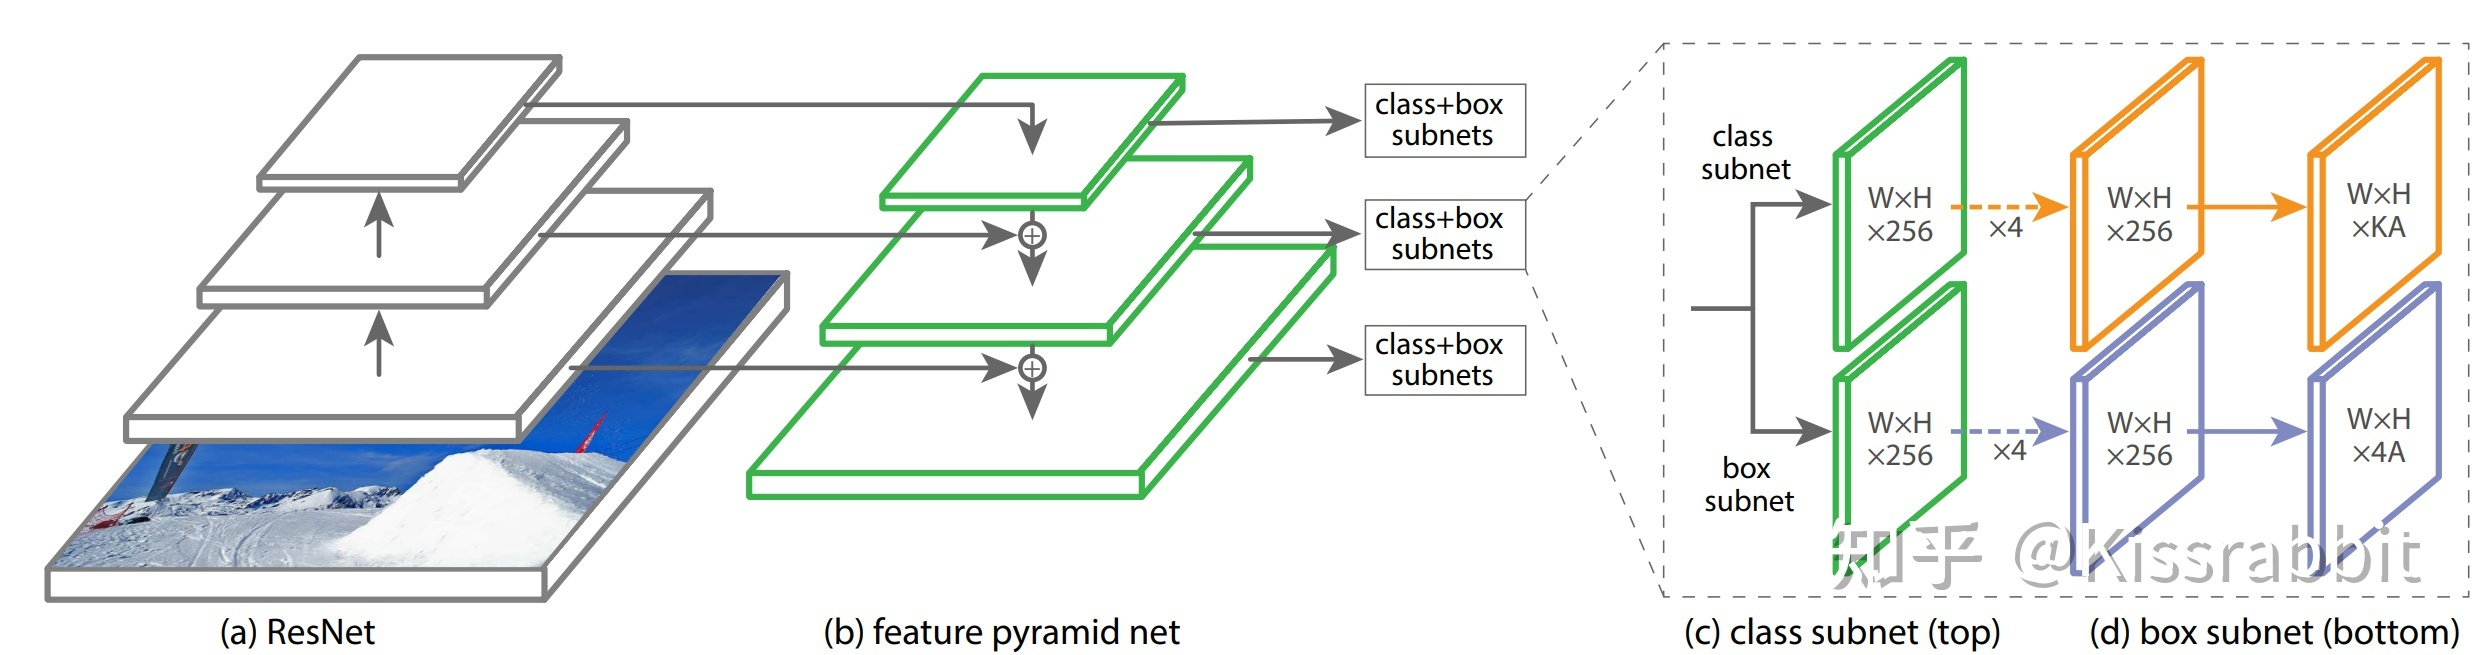 class+box
subnets
class+box
subnets
class+box
subnets
class
subnet
W×H
×256
×4
W×H
×256
W×H
×KA
box
subnet
W×H
×256
×4
W×H
×256
W×H
×4A
知乎 @Kissrabbit
(a) ResNet
(b) feature pyramid net
(c) class subnet (top)
(d) box subnet (bottom)